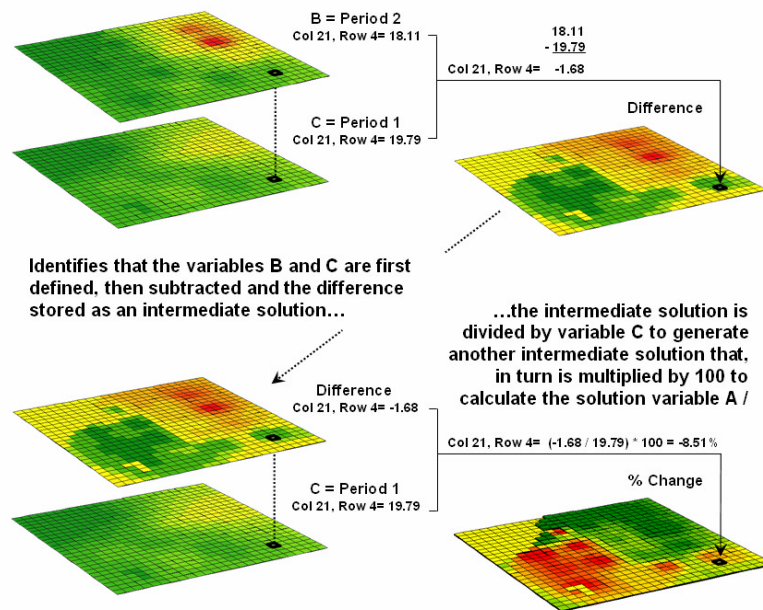 B = Period 2
Col 21, Row 4= 18.11
18.11
- 19.79
Col 21, Row 4= -1.68
C = Period 1
Col 21, Row 4= 19.79
Difference
Identifies that the variables B and C are first
defined, then subtracted and the difference
stored as an intermediate solution…
…the intermediate solution is
divided by variable C to generate
another intermediate solution that,
in turn is multiplied by 100 to
calculate the solution variable A /
Difference
Col 21, Row 4= -1.68
Col 21, Row 4= (-1.68 / 19.79) * 100 = -8.51%
C = Period 1
Col 21, Row 4= 19.79
% Change